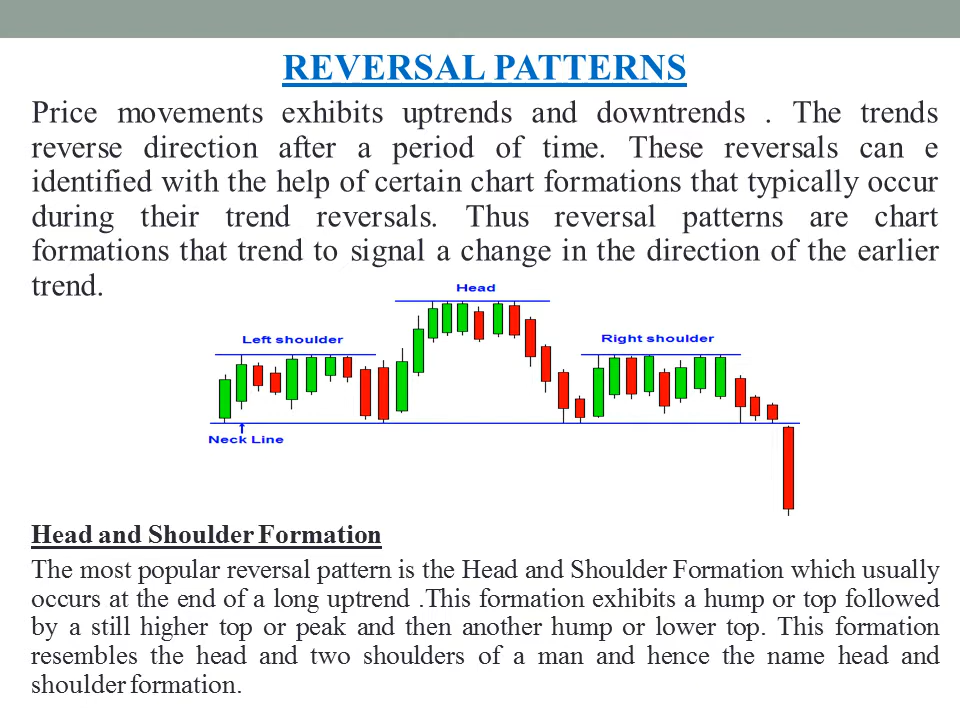 REVERSAL PATTERNS
Price movements exhibits uptrends and downtrends . The trends
reverse direction after a period of time. These reversals can e
identified with the help of certain chart formations that typically occur
during their trend reversals. Thus reversal patterns are chart
formations that trend to signal a change in the direction of the earlier
trend.
Head
Left shoulder
Right shoulder
Neck Line
Head and Shoulder Formation
The most popular reversal pattern is the Head and Shoulder Formation which usually
occurs at the end of a long uptrend .This formation exhibits a hump or top followed
by a still higher top or peak and then another hump or lower top. This formation
resembles the head and two shoulders of a man and hence the name head and
shoulder formation.